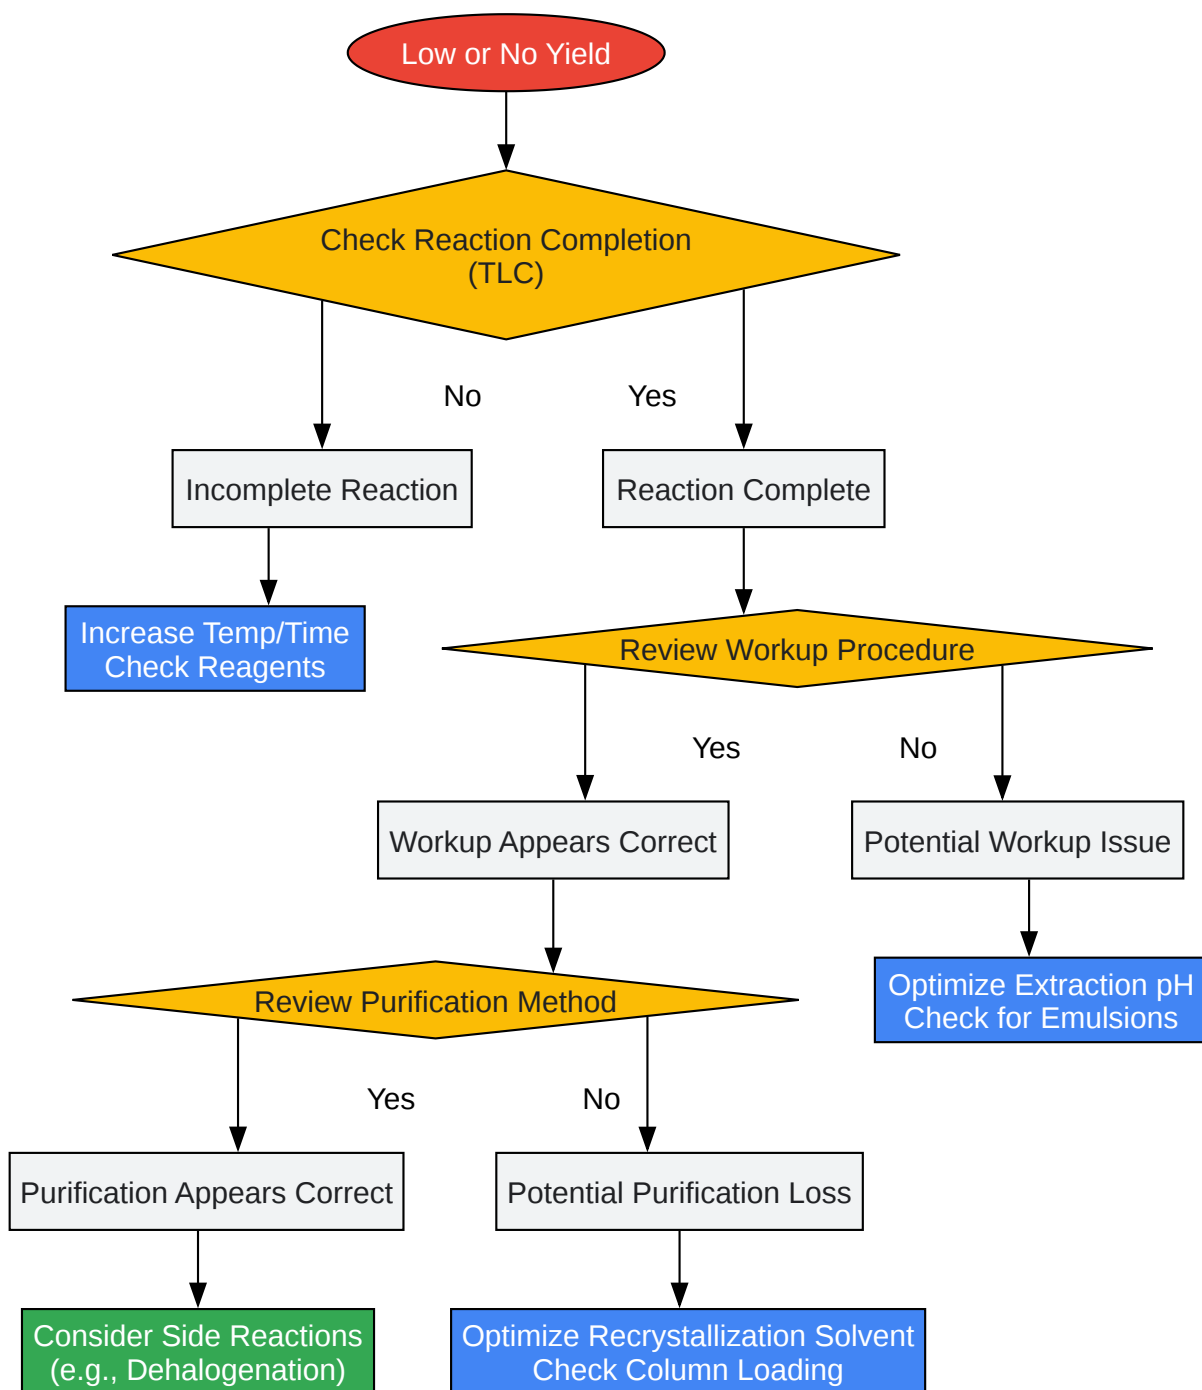 Low or No Yield
Check Reaction Completion
(TLC)
No
Yes
Incomplete Reaction
Reaction Complete
Increase Temp/Time
Check Reagents
Review Workup Procedure
Yes
No
Workup Appears Correct
Potential Workup Issue
Review Purification Method
Optimize Extraction pH
Check for Emulsions
Yes
No
Purification Appears Correct
Potential Purification Loss
Consider Side Reactions
(e.g., Dehalogenation)
Optimize Recrystallization Solvent
Check Column Loading